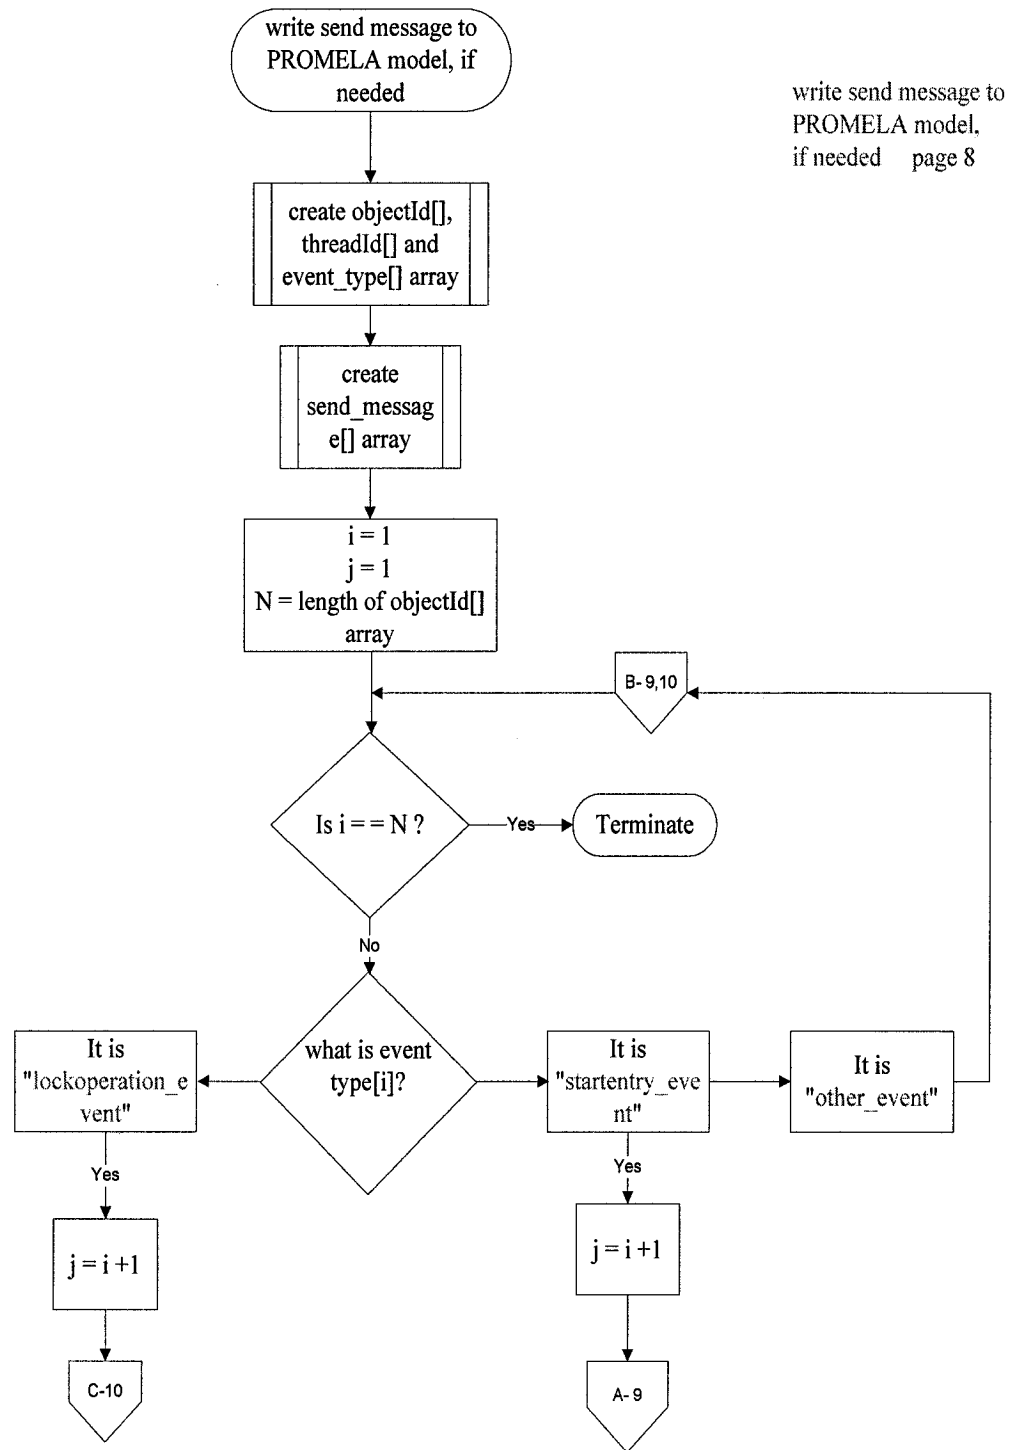 write send message to
PROMELA model, if
needed
write send message to
PROMELA model,
if needed page 8
create objectId[],
threadId[] and
event_type[] array
create
send_messag
e[] array
i = 1
j = 1
N = length of objectId[]
array
B- 9,10
Is i = = N ?
Yes
Terminate
No
what is event
type[i]?
It is
"lockoperation_e
vent"
It is
"startentry_eve
nt"
It is
"other_event"
Yes
Yes
j = i +1
j = i +1
C-10
A- 9